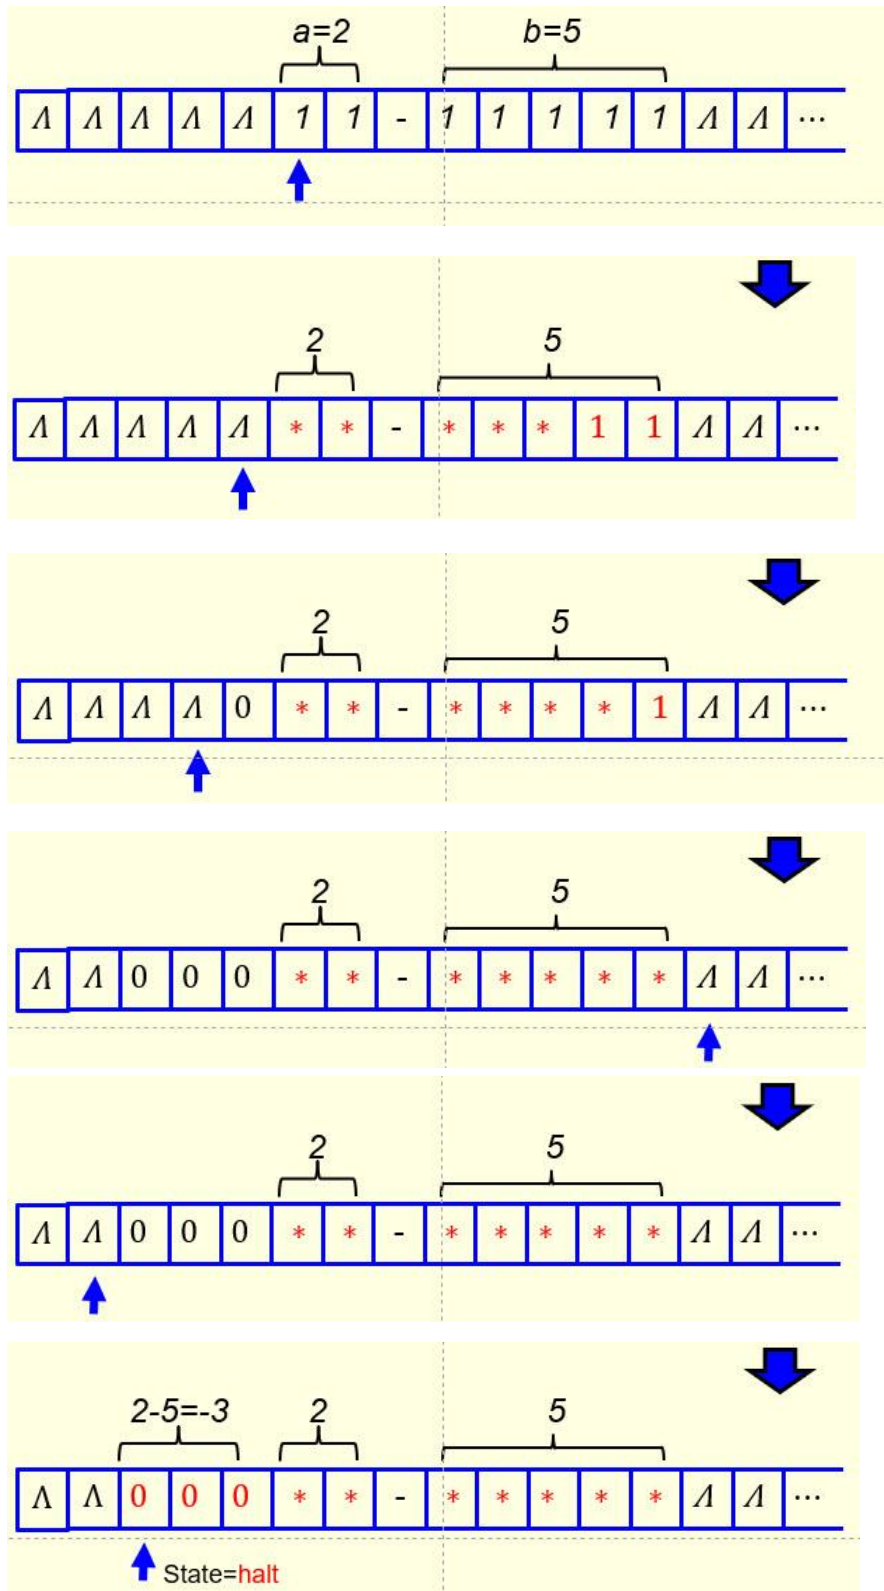 a=2 b=5
Λ Λ Λ Λ Λ 1 1 - 1 1 1 1 1 Λ Λ ...
2 5
Λ Λ Λ Λ Λ * * - * * * 1 1 Λ Λ ...
2 5
Λ Λ Λ Λ 0 * * - * * * * 1 Λ Λ ...
2 5
Λ Λ 0 0 0 * * - * * * * * Λ Λ ...
2 5
Λ Λ 0 0 0 * * - * * * * * Λ Λ ...
2-5=-3 2 5
Λ Λ 0 0 0 * * - * * * * * Λ Λ ...
State=halt